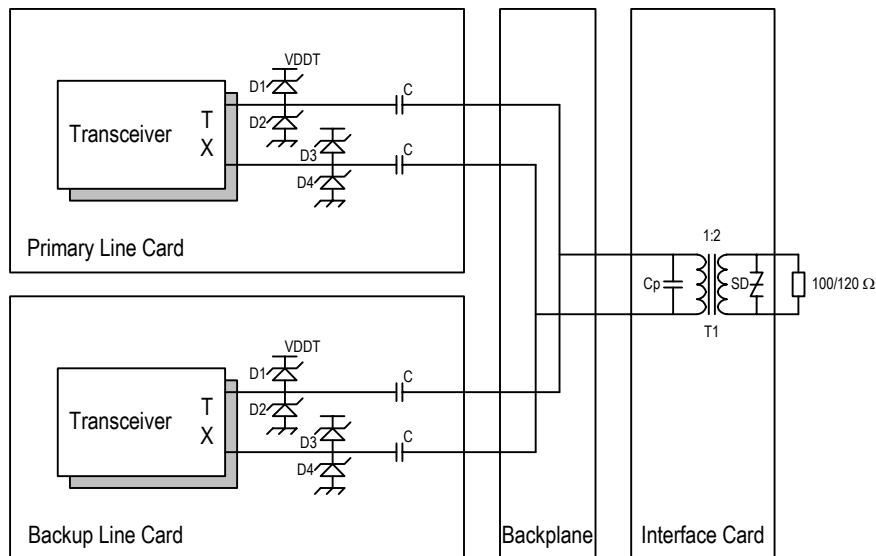 VDDT
D1
C
D2
Transceiver
T
X
D3
C
D4
Primary Line Card
1:2
Cp
SD
100/120 Ω
T1
VDDT
D1
C
D2
Transceiver
T
X
D3
C
D4
Backup Line Card
Backplane
Interface Card